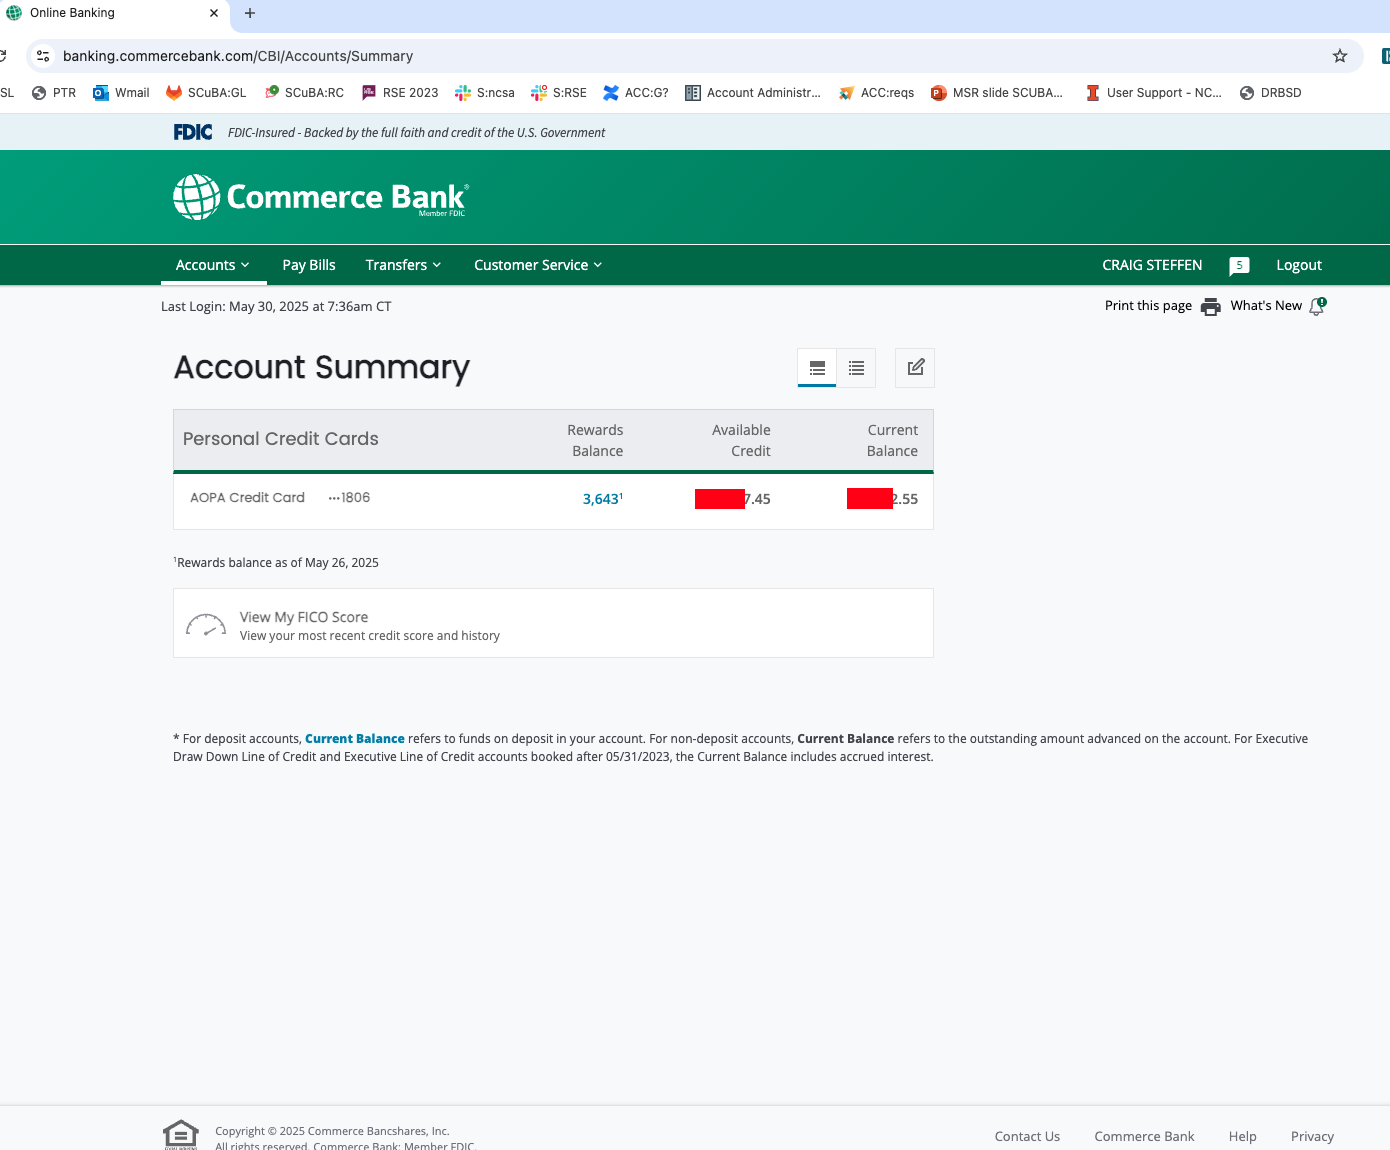 Online Banking
banking.commercebank.com/CBI/Accounts/Summary
SL PTR Wmail SCuBA:GL SCuBA:RC RSE 2023 S:ncsa S:RSE ACC:G? Account Administr... ACC:reqs MSR slide SCUBA... User Support - NC... DRBSD
FDIC FDIC-Insured - Backed by the full faith and credit of the U.S. Government
Commerce Bank®
Member FDIC
Accounts Pay Bills Transfers Customer Service CRAIG STEFFEN 5 Logout
Last Login: May 30, 2025 at 7:36am CT Print this page What's New
Account Summary
Personal Credit Cards Rewards Balance Available Credit Current Balance
AOPA Credit Card ···1806 3,643¹ 7.45 2.55
¹Rewards balance as of May 26, 2025
View My FICO Score
View your most recent credit score and history
* For deposit accounts, Current Balance refers to funds on deposit in your account. For non-deposit accounts, Current Balance refers to the outstanding amount advanced on the account. For Executive
Draw Down Line of Credit and Executive Line of Credit accounts booked after 05/31/2023, the Current Balance includes accrued interest.
Copyright © 2025 Commerce Bancshares, Inc.
All rights reserved. Commerce Bank: Member FDIC.
Contact Us Commerce Bank Help Privacy